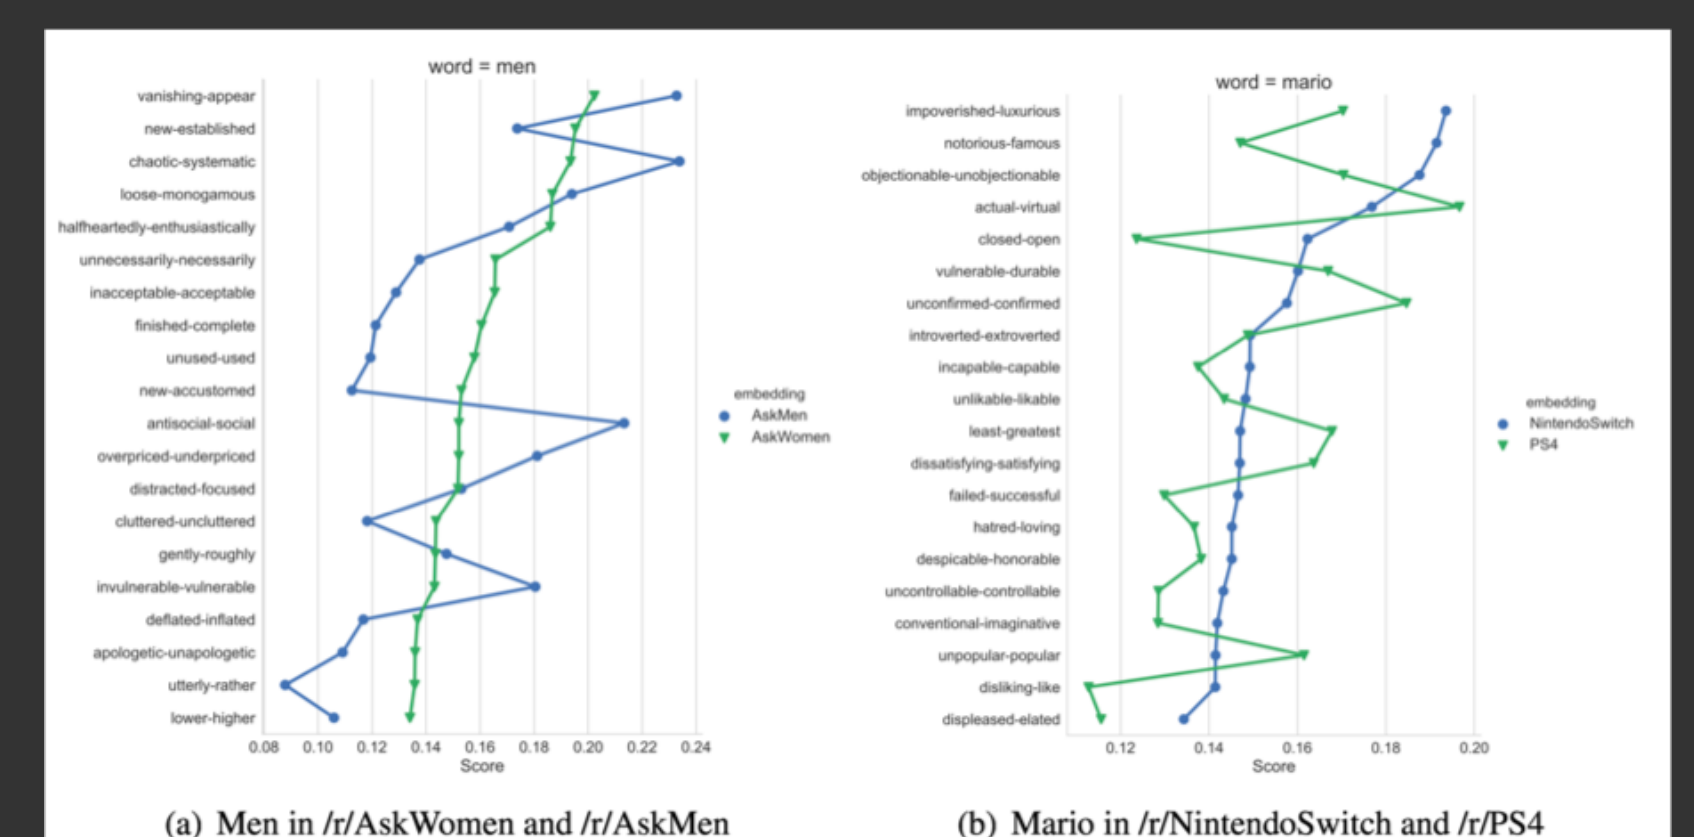 word = men
vanishing-appear
new-established
chaotic-systematic
loose-monogamous
halfheartedly-enthusiastically
unnecessarily-necessarily
inacceptable-acceptable
finished-complete
unused-used
new-accustomed
antisocial-social
overpriced-underpriced
distracted-focused
cluttered-uncluttered
gently-roughly
invulnerable-vulnerable
deflated-inflated
apologetic-unapologetic
utterly-rather
lower-higher
0.08 0.10 0.12 0.14 0.16 0.18 0.20 0.22 0.24
Score
embedding
AskMen
AskWomen
(a) Men in /r/AskWomen and /r/AskMen
word = mario
impoverished-luxurious
notorious-famous
objectionable-unobjectionable
actual-virtual
closed-open
vulnerable-durable
unconfirmed-confirmed
introverted-extroverted
incapable-capable
unlikable-likable
least-greatest
dissatisfying-satisfying
failed-successful
hatred-loving
despicable-honorable
uncontrollable-controllable
conventional-imaginative
unpopular-popular
disliking-like
displeased-elated
0.12 0.14 0.16 0.18 0.20
Score
embedding
NintendoSwitch
PS4
(b) Mario in /r/NintendoSwitch and /r/PS4